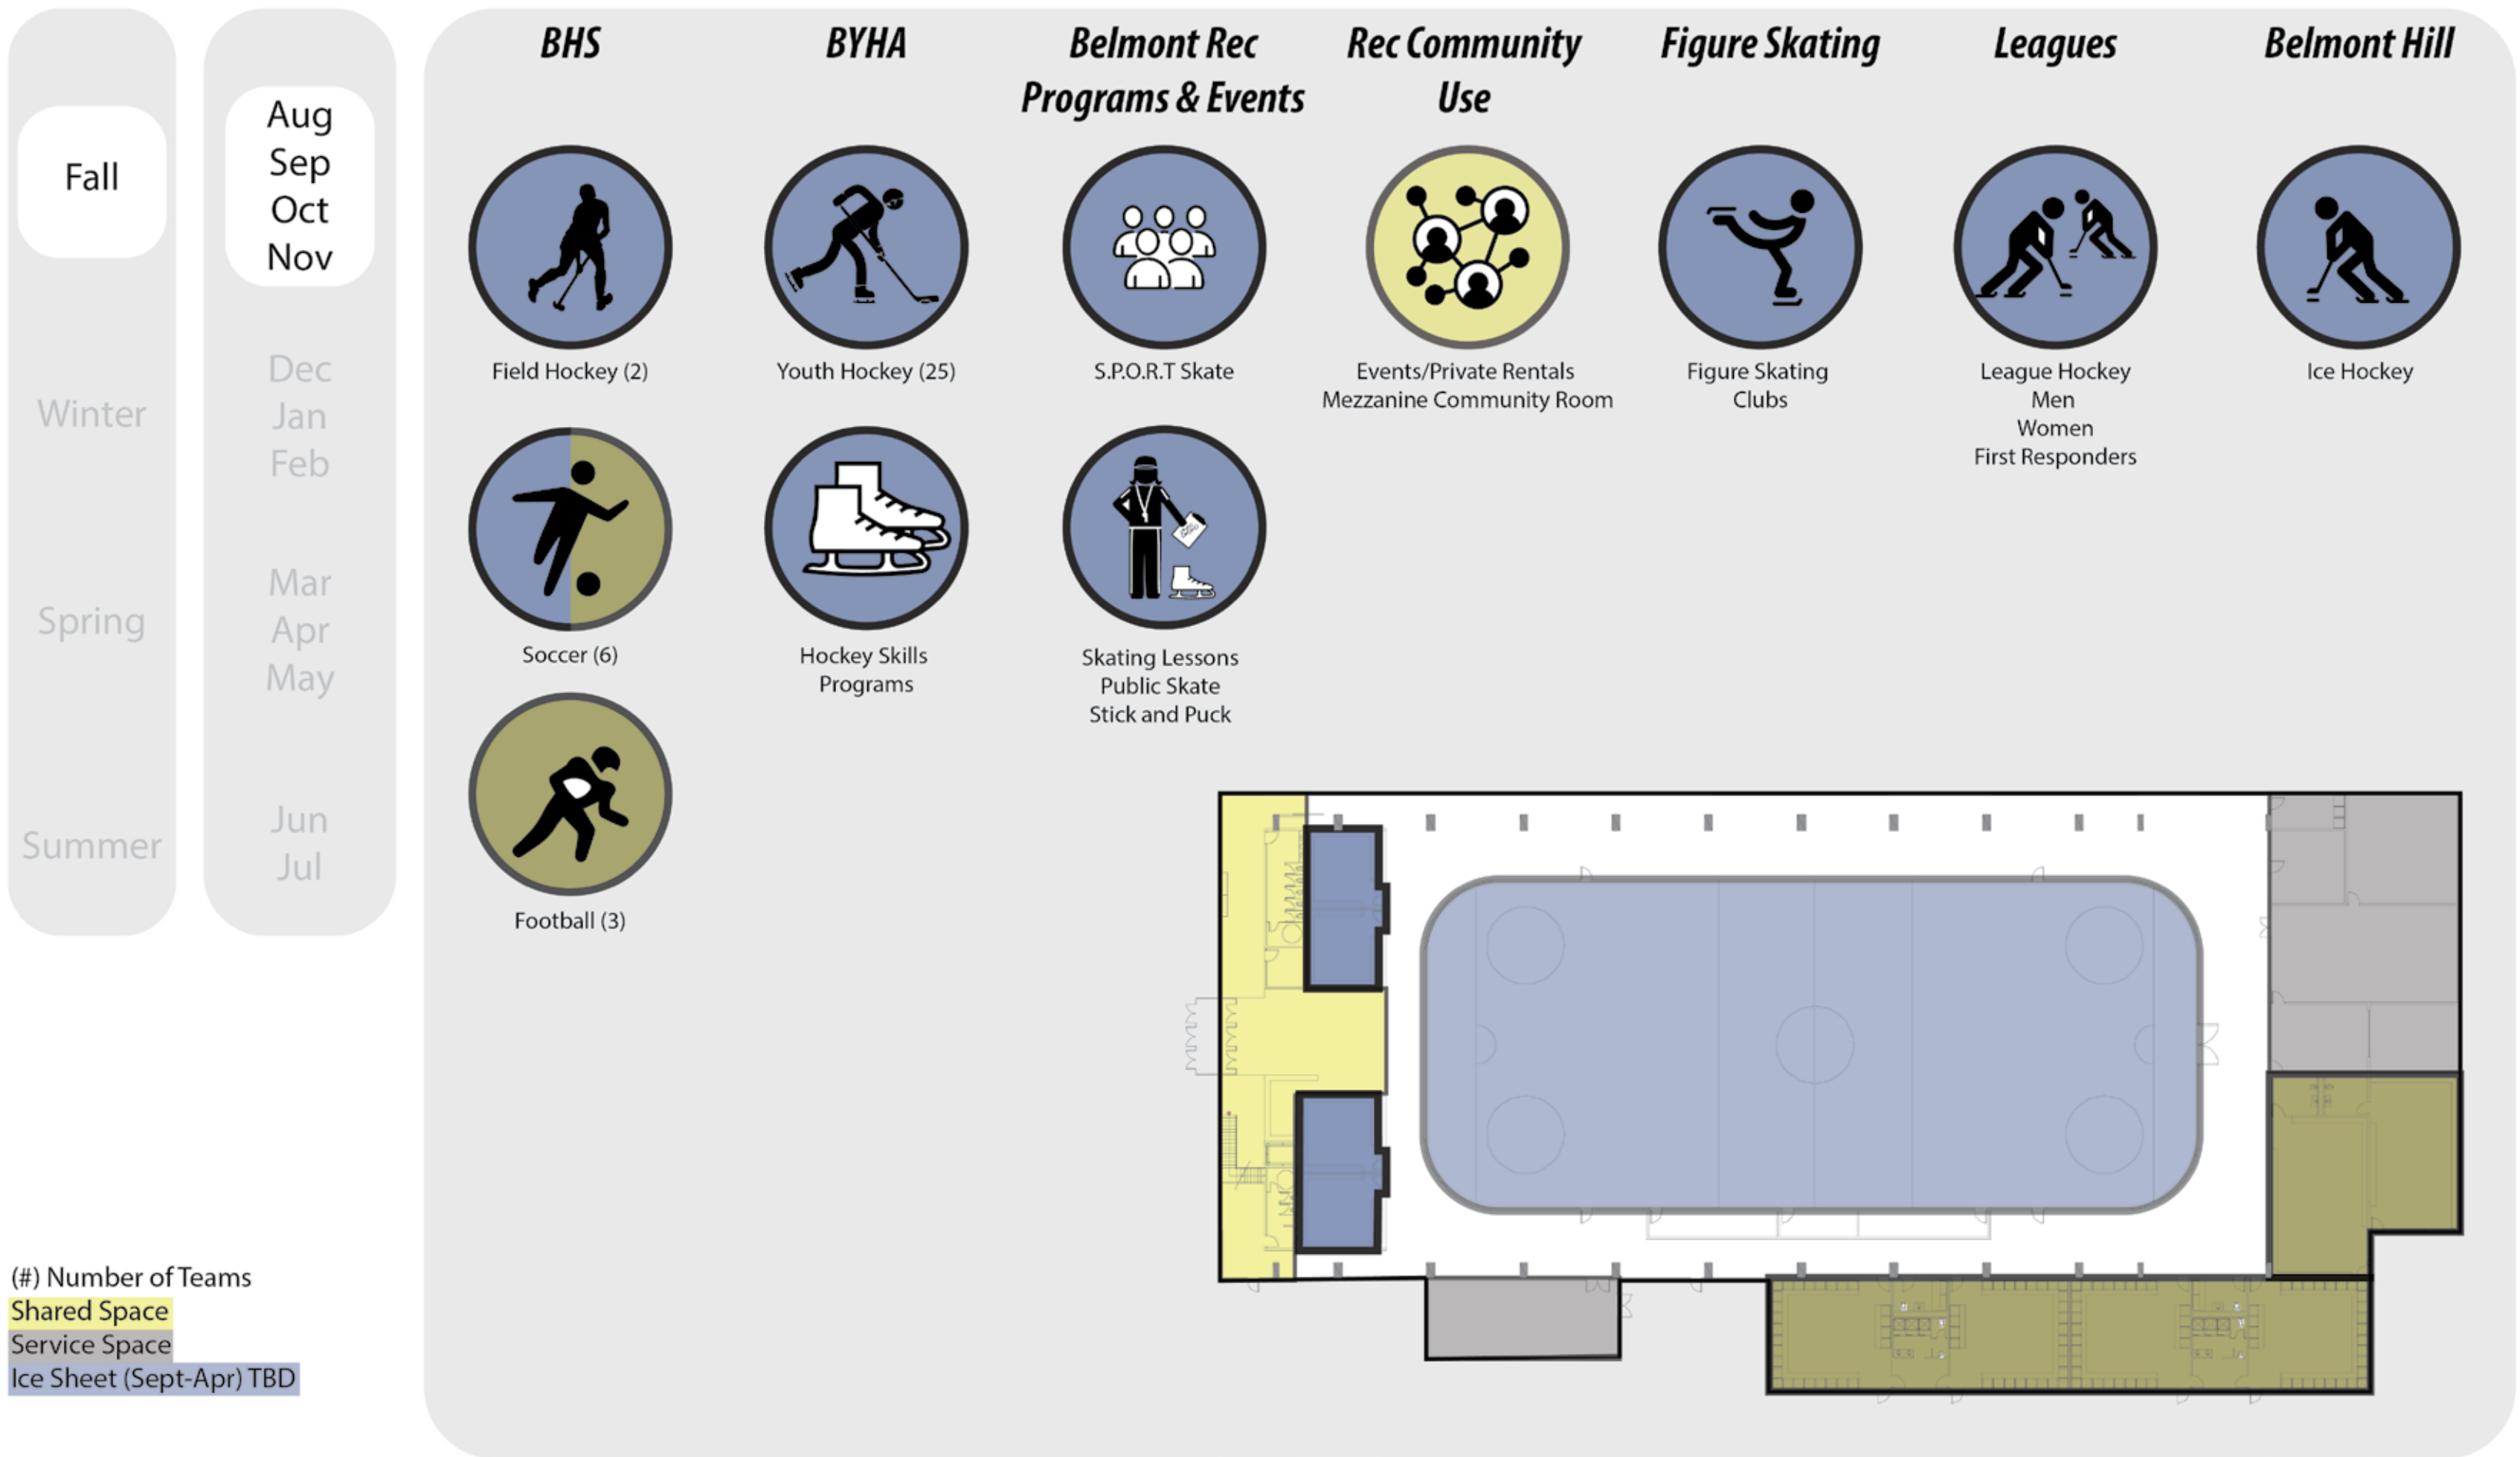 Fall
Winter
Spring
Summer
Aug
Sep
Oct
Nov
Dec
Jan
Feb
Mar
Apr
May
Jun
Jul
BHS
BYHA
Belmont Rec
Programs & Events
Rec Community
Use
Figure Skating
Leagues
Belmont Hill
Field Hockey (2)
Youth Hockey (25)
S.P.O.R.T Skate
Events/Private Rentals
Mezzanine Community Room
Figure Skating
Clubs
League Hockey
Men
Women
First Responders
Ice Hockey
Soccer (6)
Hockey Skills
Programs
Skating Lessons
Public Skate
Stick and Puck
Football (3)
(#) Number of Teams
Shared Space
Service Space
Ice Sheet (Sept-Apr) TBD